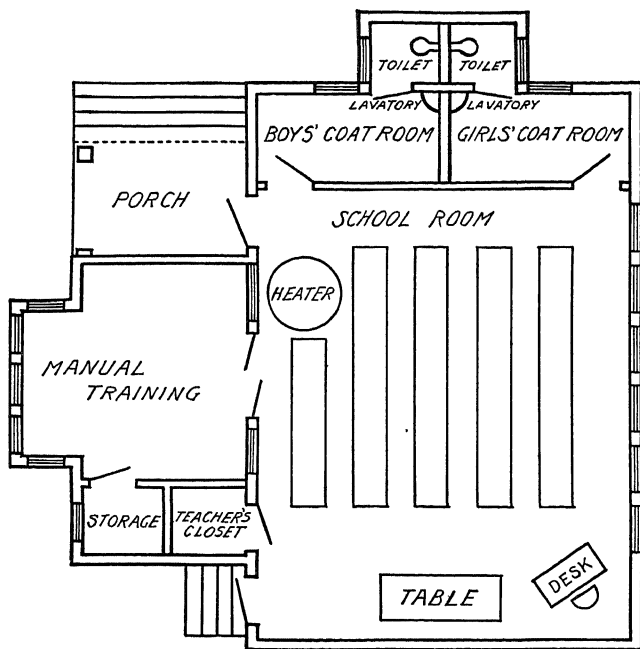 TOILET TOILET
LAVATORY LAVATORY
BOYS' COAT ROOM GIRLS' COAT ROOM
PORCH
SCHOOL ROOM
HEATER
MANUAL
TRAINING
STORAGE
TEACHER'S
CLOSET
TABLE
DESK